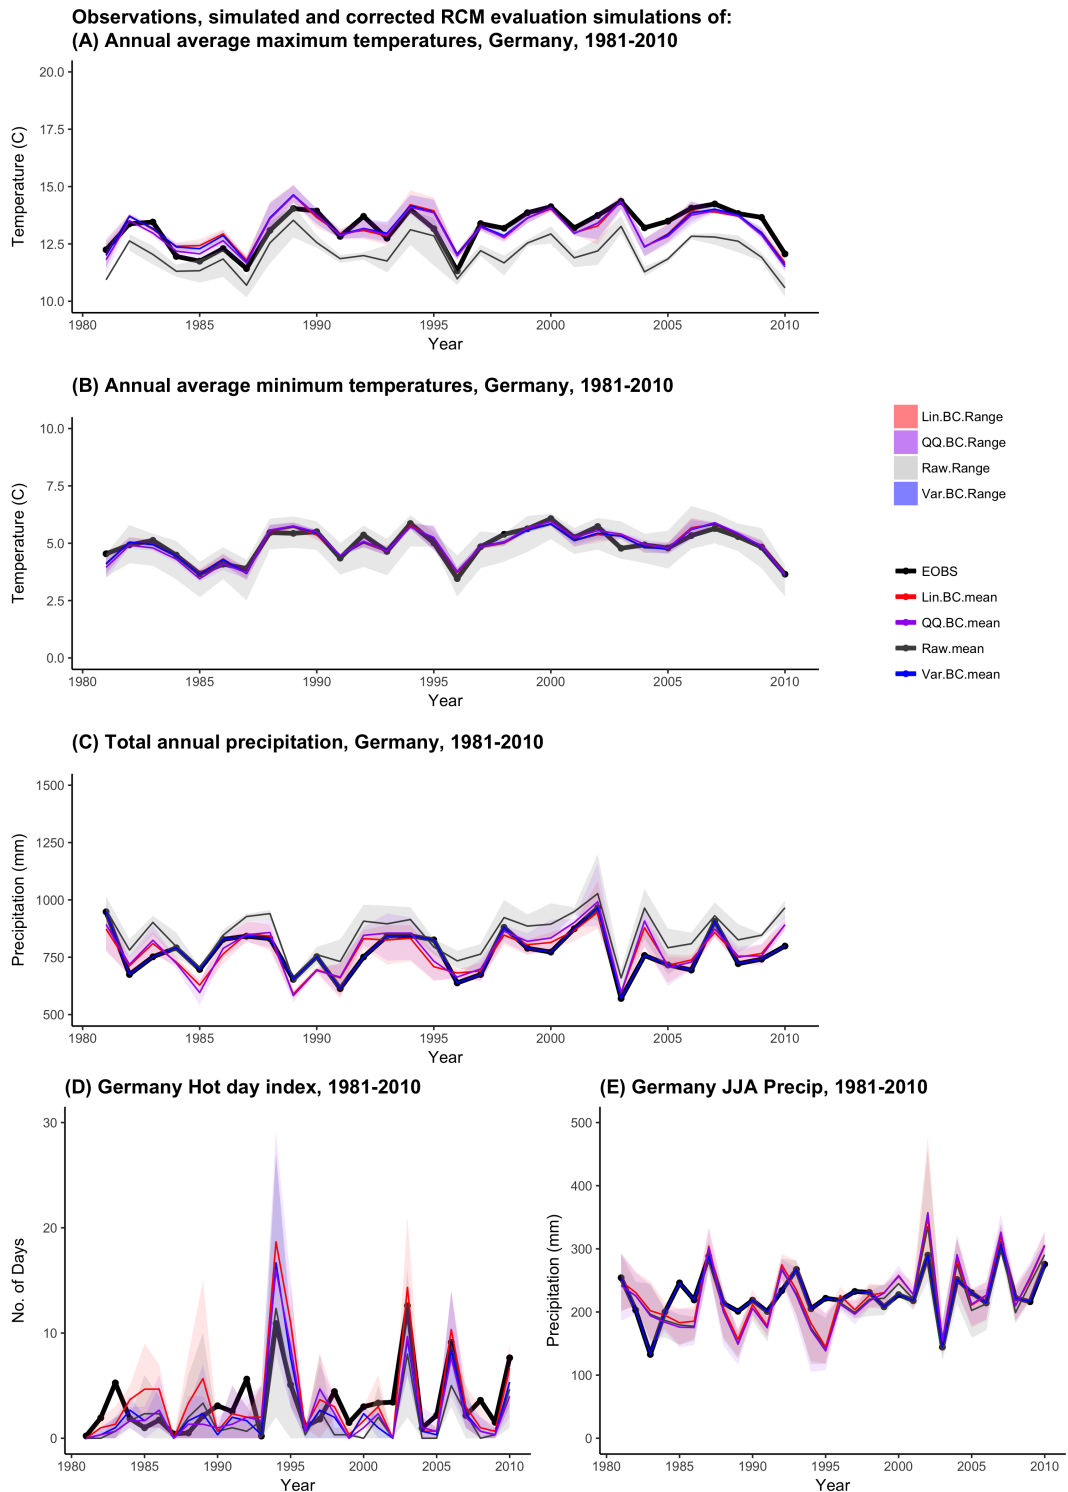 Observations, simulated and corrected RCM evaluation simulations of:
(A) Annual average maximum temperatures, Germany, 1981-2010
20.0
17.5
15.0
12.5
10.0
Temperature (C)
1980 1985 1990 1995 2000 2005 2010
Year
(B) Annual average minimum temperatures, Germany, 1981-2010
10.0
7.5
5.0
2.5
0.0
Temperature (C)
1980 1985 1990 1995 2000 2005 2010
Year
Lin.BC.Range
QQ.BC.Range
Raw.Range
Var.BC.Range
EOBS
Lin.BC.mean
QQ.BC.mean
Raw.mean
Var.BC.mean
(C) Total annual precipitation, Germany, 1981-2010
1500
1250
1000
750
500
Precipitation (mm)
1980 1985 1990 1995 2000 2005 2010
Year
(D) Germany Hot day index, 1981-2010
30
20
10
0
No. of Days
1980 1985 1990 1995 2000 2005 2010
Year
(E) Germany JJA Precip, 1981-2010
500
400
300
200
100
0
Precipitation (mm)
1980 1985 1990 1995 2000 2005 2010
Year